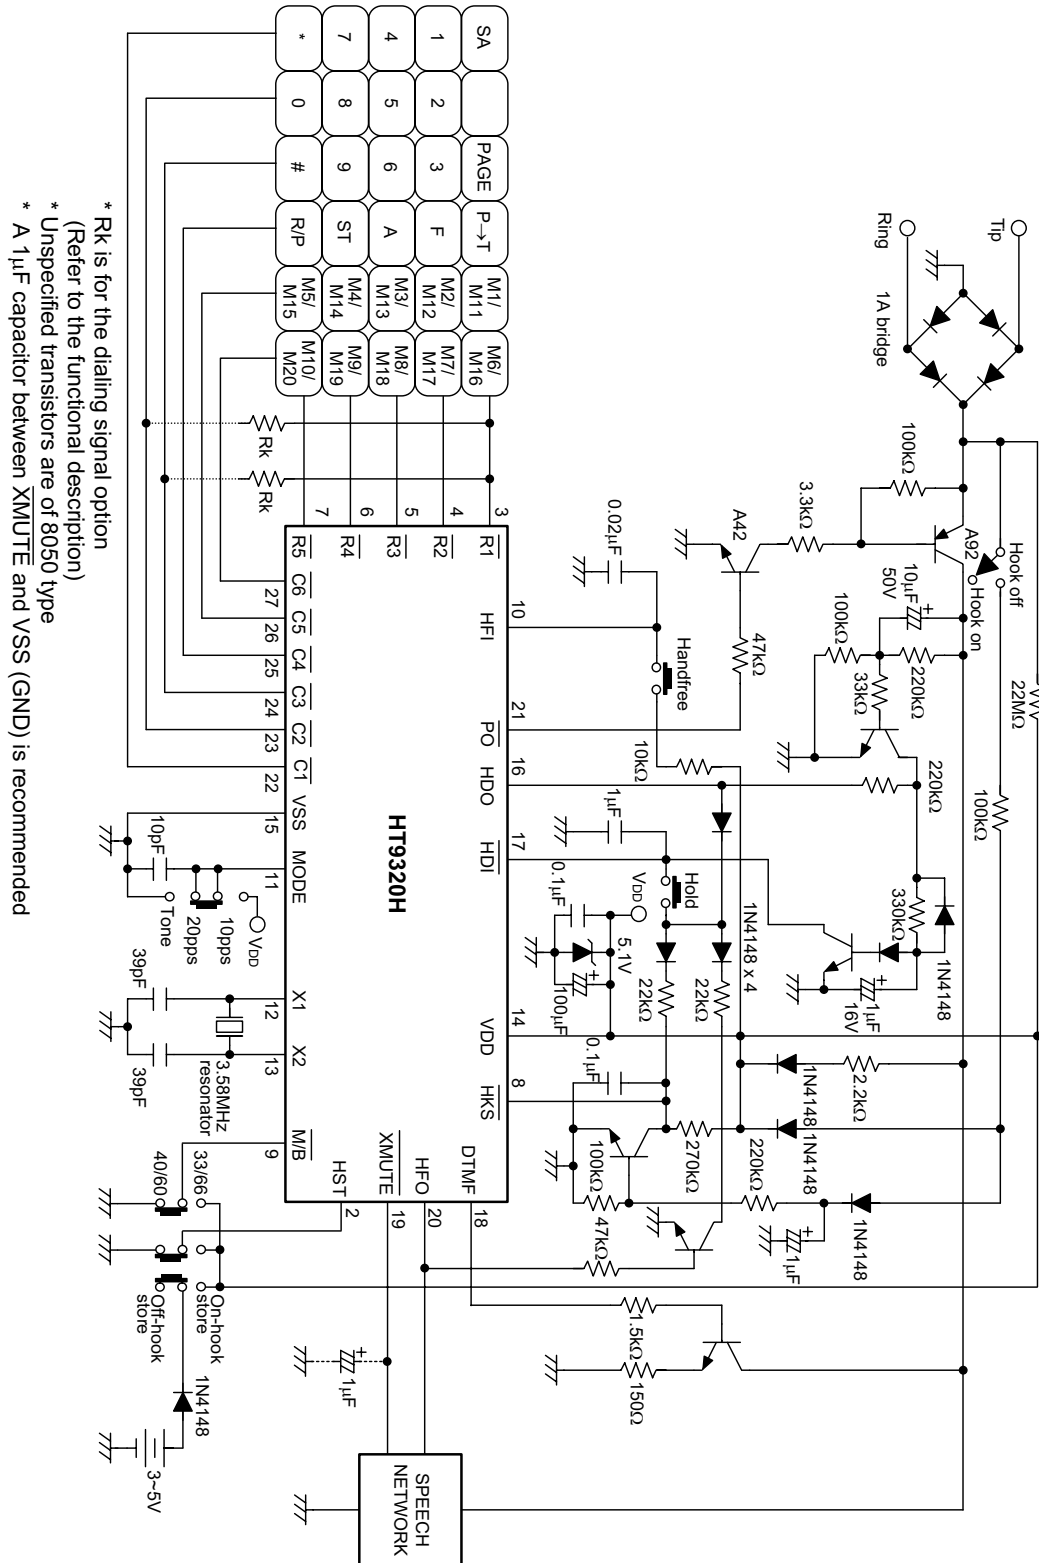 Tip
Ring
1A bridge
Hook off
Hook on
A92
100kΩ
3.3kΩ
A42
47kΩ
10μF
50V
+
100kΩ
220kΩ
33kΩ
220kΩ
22MΩ
100kΩ
330kΩ
1N4148
1μF
16V
+
0.02μF
Handfree
10kΩ
1μF
Hold
VDD
0.1μF
5.1V
100μF
+
1N4148 x 4
22kΩ
22kΩ
0.1μF
2.2kΩ
1N4148
1N4148
270kΩ
100kΩ
220kΩ
1N4148
1μF
+
47kΩ
1.5kΩ
150Ω
SA
PAGE
P→T
M1/
M11
M6/
M16
1
2
3
F
M2/
M12
M7/
M17
4
5
6
A
M3/
M13
M8/
M18
7
8
9
ST
M4/
M14
M9/
M19
*
0
#
R/P
M5/
M15
M10/
M20
Rk
Rk
3
4
5
6
7
R1
R2
R3
R4
R5
10
21
16
17
14
8
18
HFI
PO
HDO
HDI
VDD
HKS
DTMF
HFO
XMUTE
HST
20
19
2
HT9320H
C6
C5
C4
C3
C2
C1
VSS
MODE
X1
X2
M/B
27
26
25
24
23
22
15
11
12
13
9
10pF
VDD
10pps
20pps
Tone
39pF
39pF
3.58MHz
resonator
33/66
40/60
On-hook
store
Off-hook
store
1N4148
3~5V
1μF
+
SPEECH
NETWORK
* Rk is for the dialing signal option
(Refer to the functional description)
* Unspecified transistors are of 8050 type
* A 1μF capacitor between XMUTE and VSS (GND) is recommended